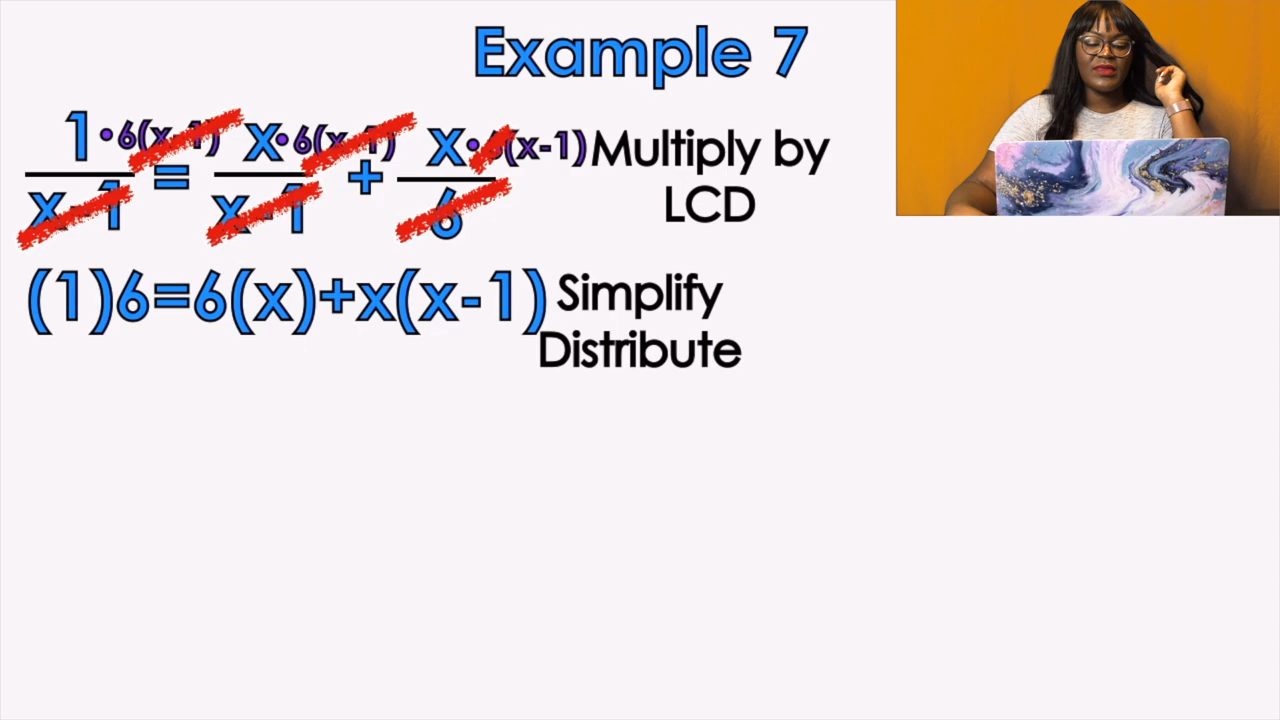 Example 7
1•6(x-1) = x•6(x-1) + x•6(x-1) Multiply by
x-1 x-1 6 LCD
(1)6=6(x)+x(x-1) Simplify
Distribute